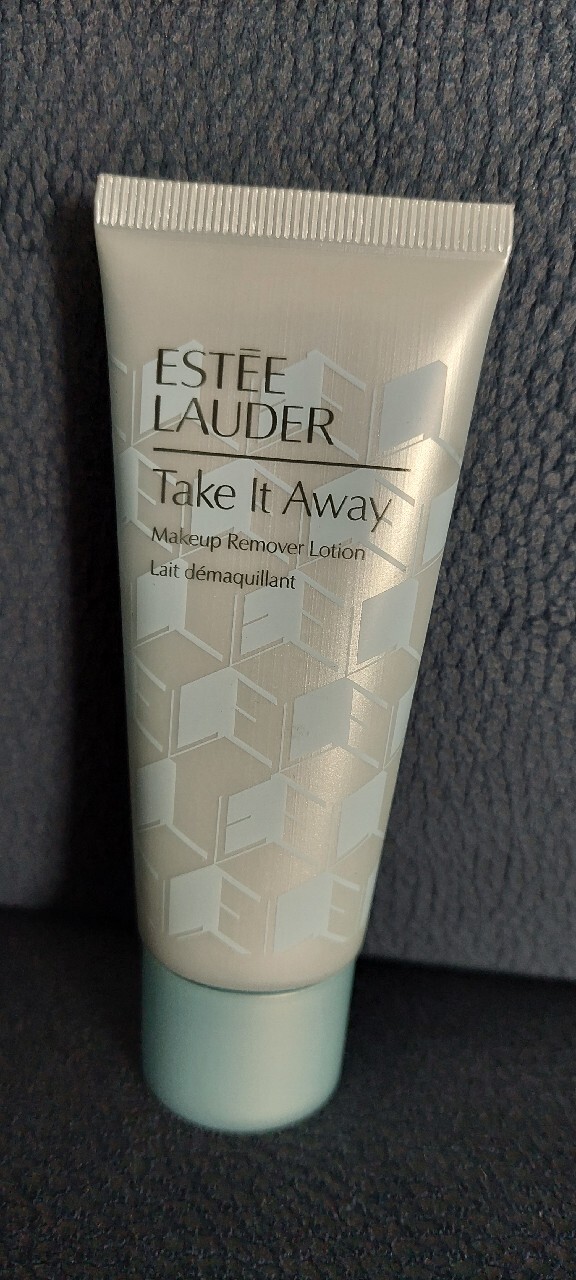 ESTĒE
LAUDER
Take It Away
Makeup Remover Lotion
Lait démaquillant